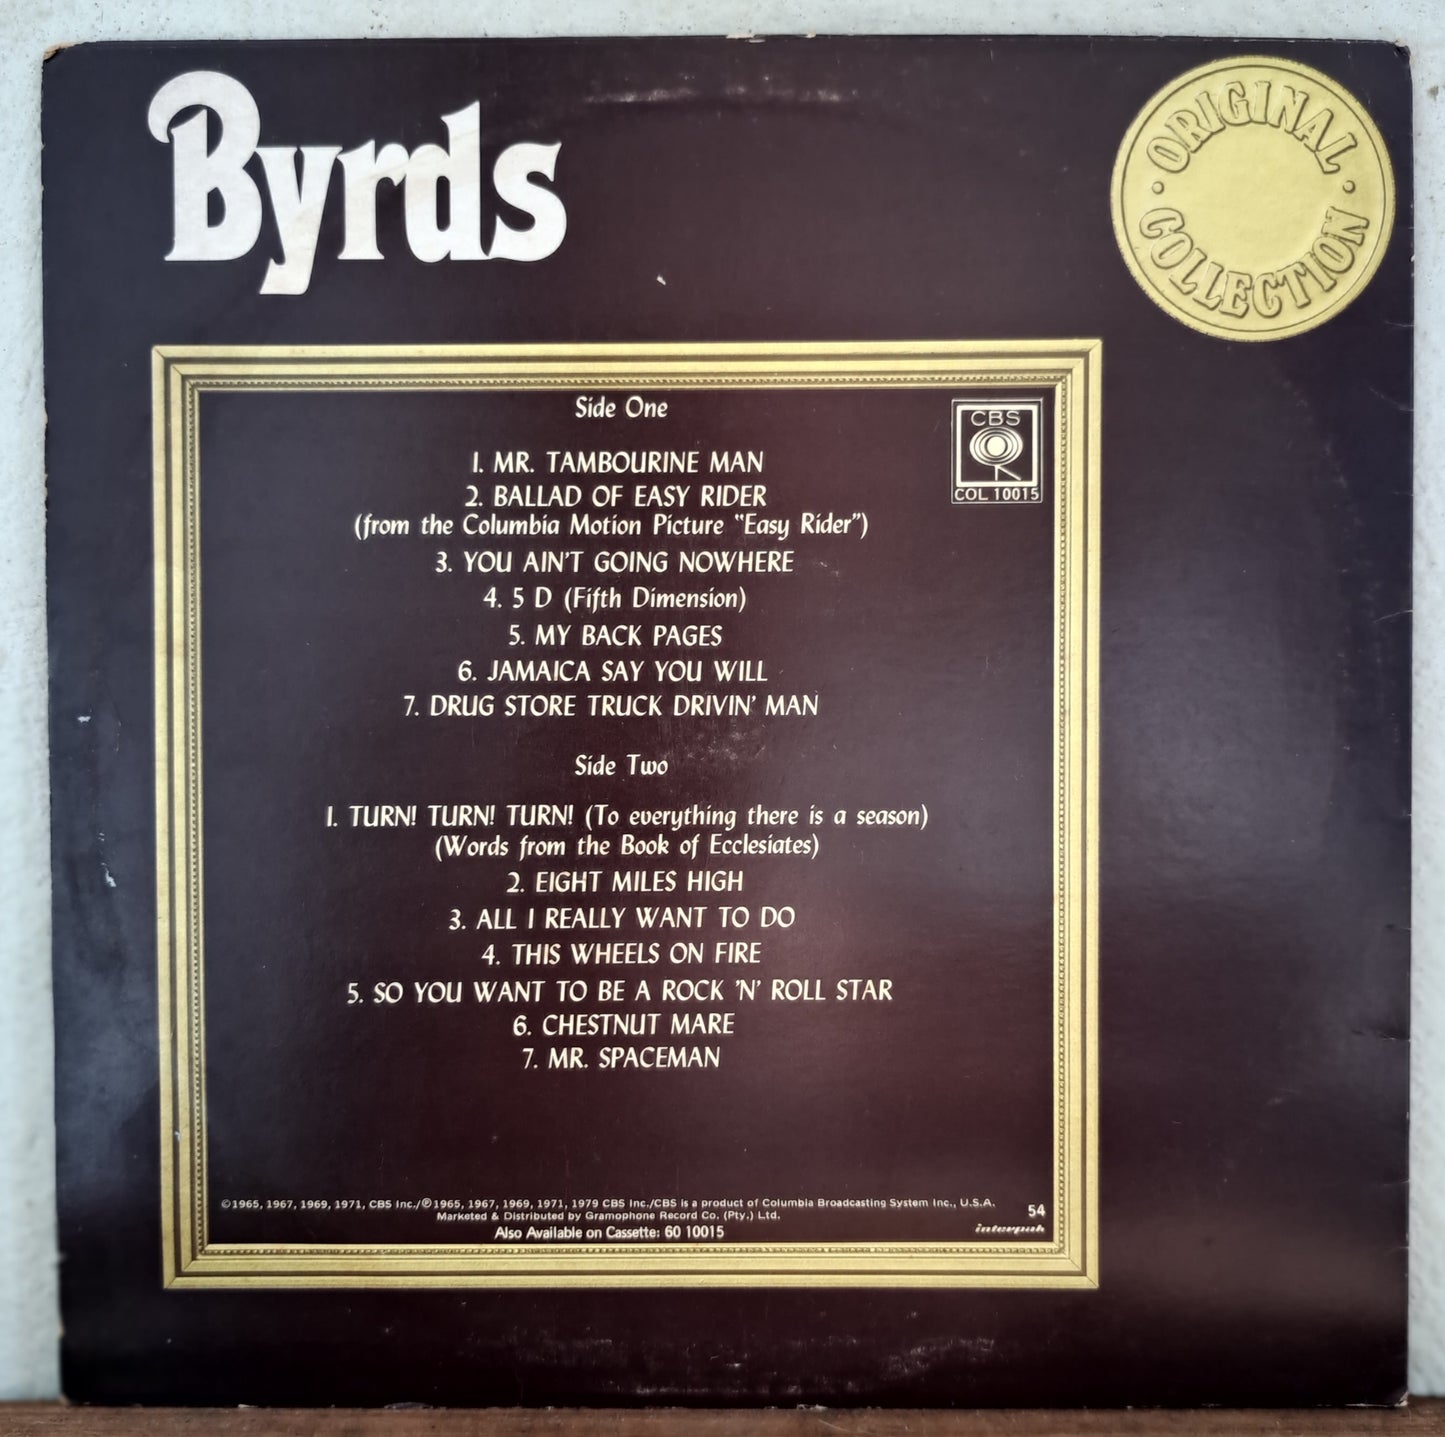 Byrds
• ORIGINAL •
COLLECTION
Side One
1. MR. TAMBOURINE MAN
2. BALLAD OF EASY RIDER
(from the Columbia Motion Picture "Easy Rider")
3. YOU AIN'T GOING NOWHERE
4. 5 D (Fifth Dimension)
5. MY BACK PAGES
6. JAMAICA SAY YOU WILL
7. DRUG STORE TRUCK DRIVIN' MAN
CBS
COL 10015
Side Two
1. TURN! TURN! TURN! (To everything there is a season)
(Words from the Book of Ecclesiates)
2. EIGHT MILES HIGH
3. ALL I REALLY WANT TO DO
4. THIS WHEELS ON FIRE
5. SO YOU WANT TO BE A ROCK 'N' ROLL STAR
6. CHESTNUT MARE
7. MR. SPACEMAN
©1965, 1967, 1969, 1971, CBS Inc./℗1965, 1967, 1969, 1971, 1979 CBS Inc./CBS is a product of Columbia Broadcasting System Inc., U.S.A.
Marketed & Distributed by Gramophone Record Co. (Pty.) Ltd.
Also Available on Cassette: 60 10015
54
interpak